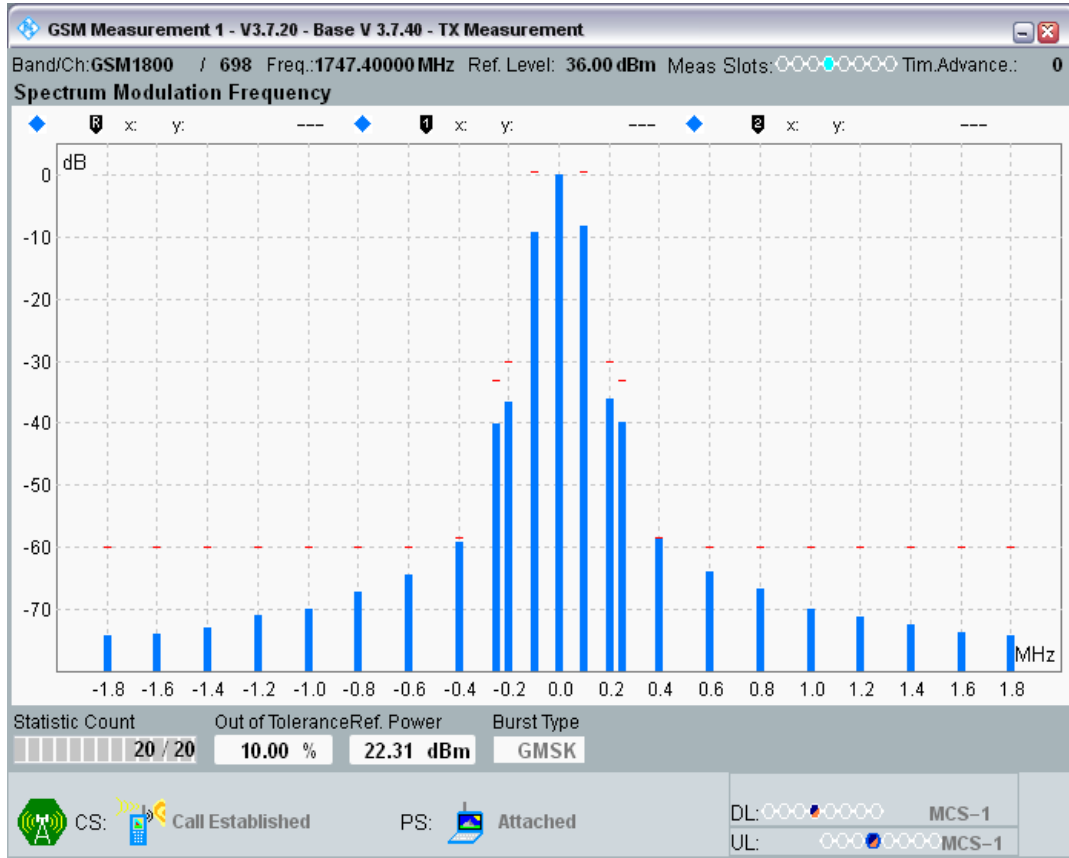 GSM Measurement 1 - V3.7.20 - Base V 3.7.40 - TX Measurement
Band/Ch:GSM1800 / 698 Freq.:1747.40000 MHz Ref. Level: 36.00 dBm Meas Slots: Tim.Advance.: 0
Spectrum Modulation Frequency
R x: y: --- 1 x: y: --- 2 x: y: ---
dB
0
-10
-20
-30
-40
-50
-60
-70
MHz
-1.8 -1.6 -1.4 -1.2 -1.0 -0.8 -0.6 -0.4 -0.2 0.0 0.2 0.4 0.6 0.8 1.0 1.2 1.4 1.6 1.8
Statistic Count Out of Tolerance Ref. Power Burst Type
20 / 20 10.00 % 22.31 dBm GMSK
CS: Call Established PS: Attached
DL: MCS-1
UL: MCS-1